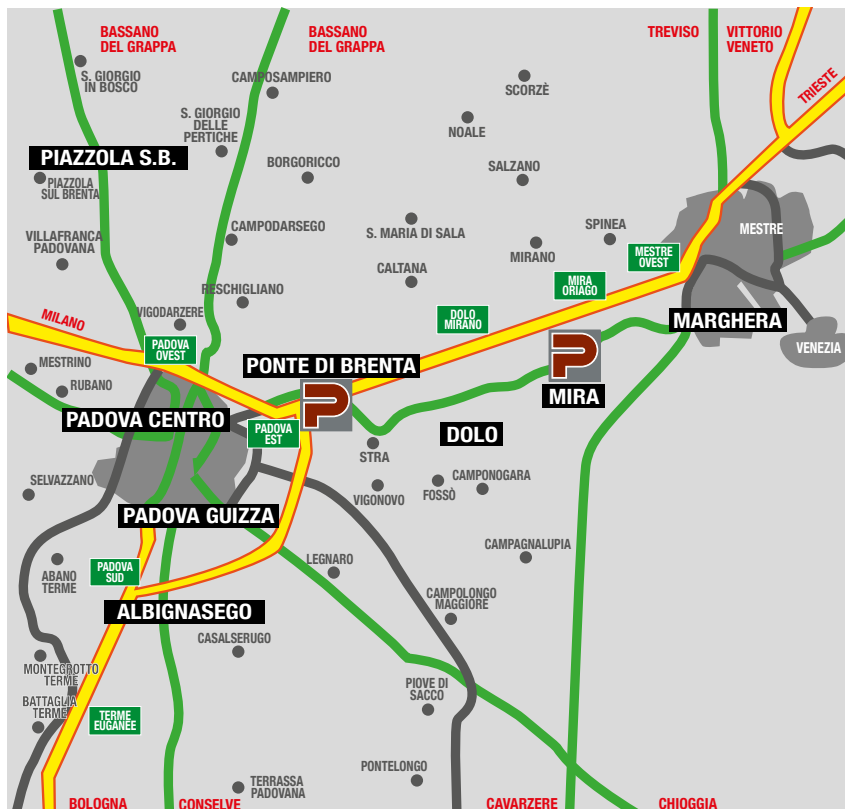 BASSANO
DEL GRAPPA
BASSANO
DEL GRAPPA
TREVISO
VITTORIO
VENETO
TRIESTE
S. GIORGIO
IN BOSCO
CAMPOSAMPIERO
SCORZÈ
S. GIORGIO
DELLE
PERTICHE
NOALE
PIAZZOLA S.B.
BORGORICCO
SALZANO
PIAZZOLA
SUL BRENTA
CAMPODARSEGO
S. MARIA DI SALA
SPINEA
MESTRE
VILLAFRANCA
PADOVANA
MIRANO
MESTRE
OVEST
CALTANA
MIRA
ORIAGO
RESCHIGLIANO
MILANO
VIGODARZERE
DOLO
MIRANO
MARGHERA
VENEZIA
PADOVA
OVEST
MESTRINO
PONTE DI BRENTA
P
P
RUBANO
MIRA
PADOVA CENTRO
PADOVA
EST
DOLO
STRA
SELVAZZANO
VIGONOVO
FOSSÒ
CAMPONOGARA
PADOVA GUIZZA
CAMPAGNALUPIA
ABANO
TERME
PADOVA
SUD
LEGNARO
ALBIGNASEGO
CAMPOLONGO
MAGGIORE
CASALSERUGO
MONTEGROTTO
TERME
BATTAGLIA
TERME
TERME
EUGANEE
PIOVE DI
SACCO
PONTELONGO
TERRASSA
PADOVANA
BOLOGNA
CONSELVE
CAVARZERE
CHIOGGIA